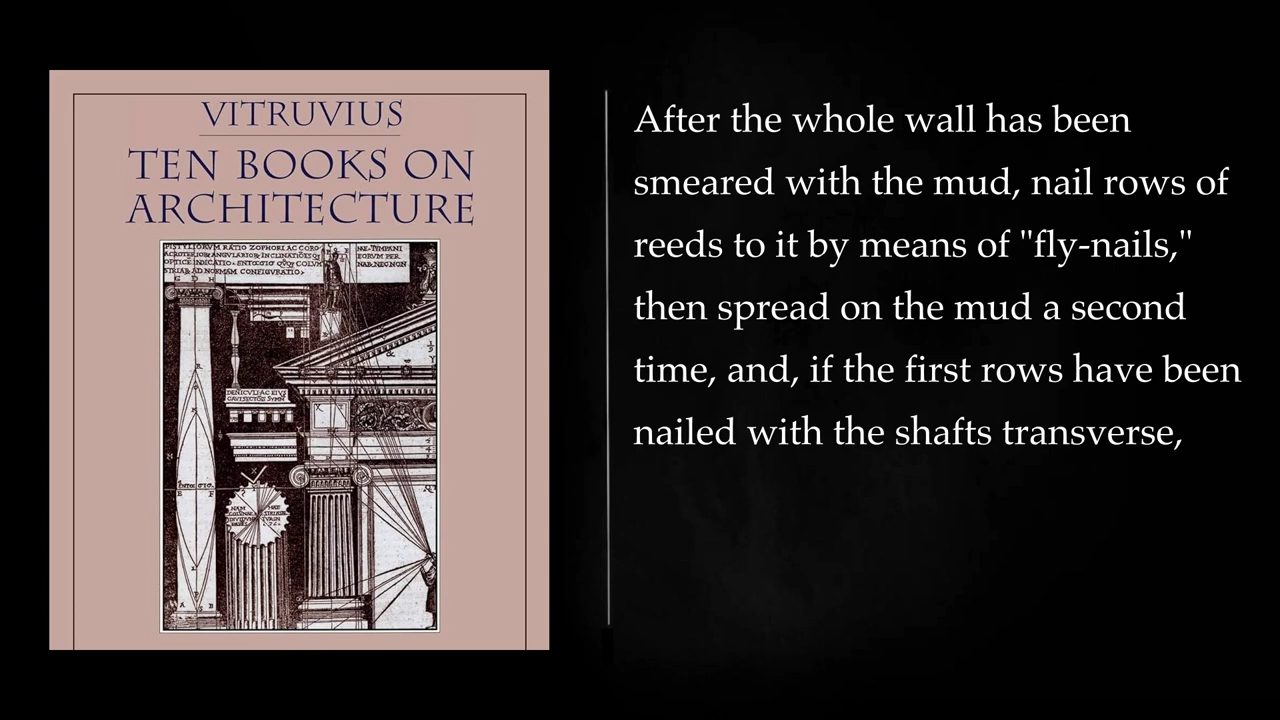 VITRUVIUS
TEN BOOKS ON
ARCHITECTURE
After the whole wall has been
smeared with the mud, nail rows of
reeds to it by means of "fly-nails,"
then spread on the mud a second
time, and, if the first rows have been
nailed with the shafts transverse,